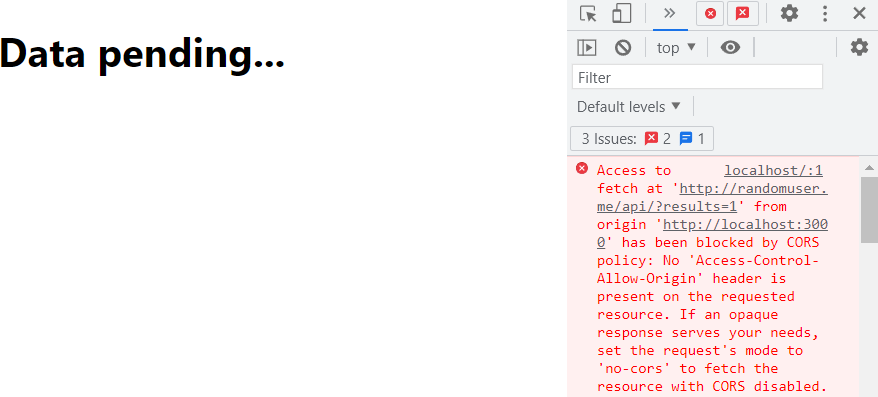 Data pending...
top
Filter
Default levels
3 Issues: 2 1
Access to localhost/:1
fetch at 'http://randomuser.
me/api/?results=1' from
origin 'http://localhost:300
0' has been blocked by CORS
policy: No 'Access-Control-
Allow-Origin' header is
present on the requested
resource. If an opaque
response serves your needs,
set the request's mode to
'no-cors' to fetch the
resource with CORS disabled.